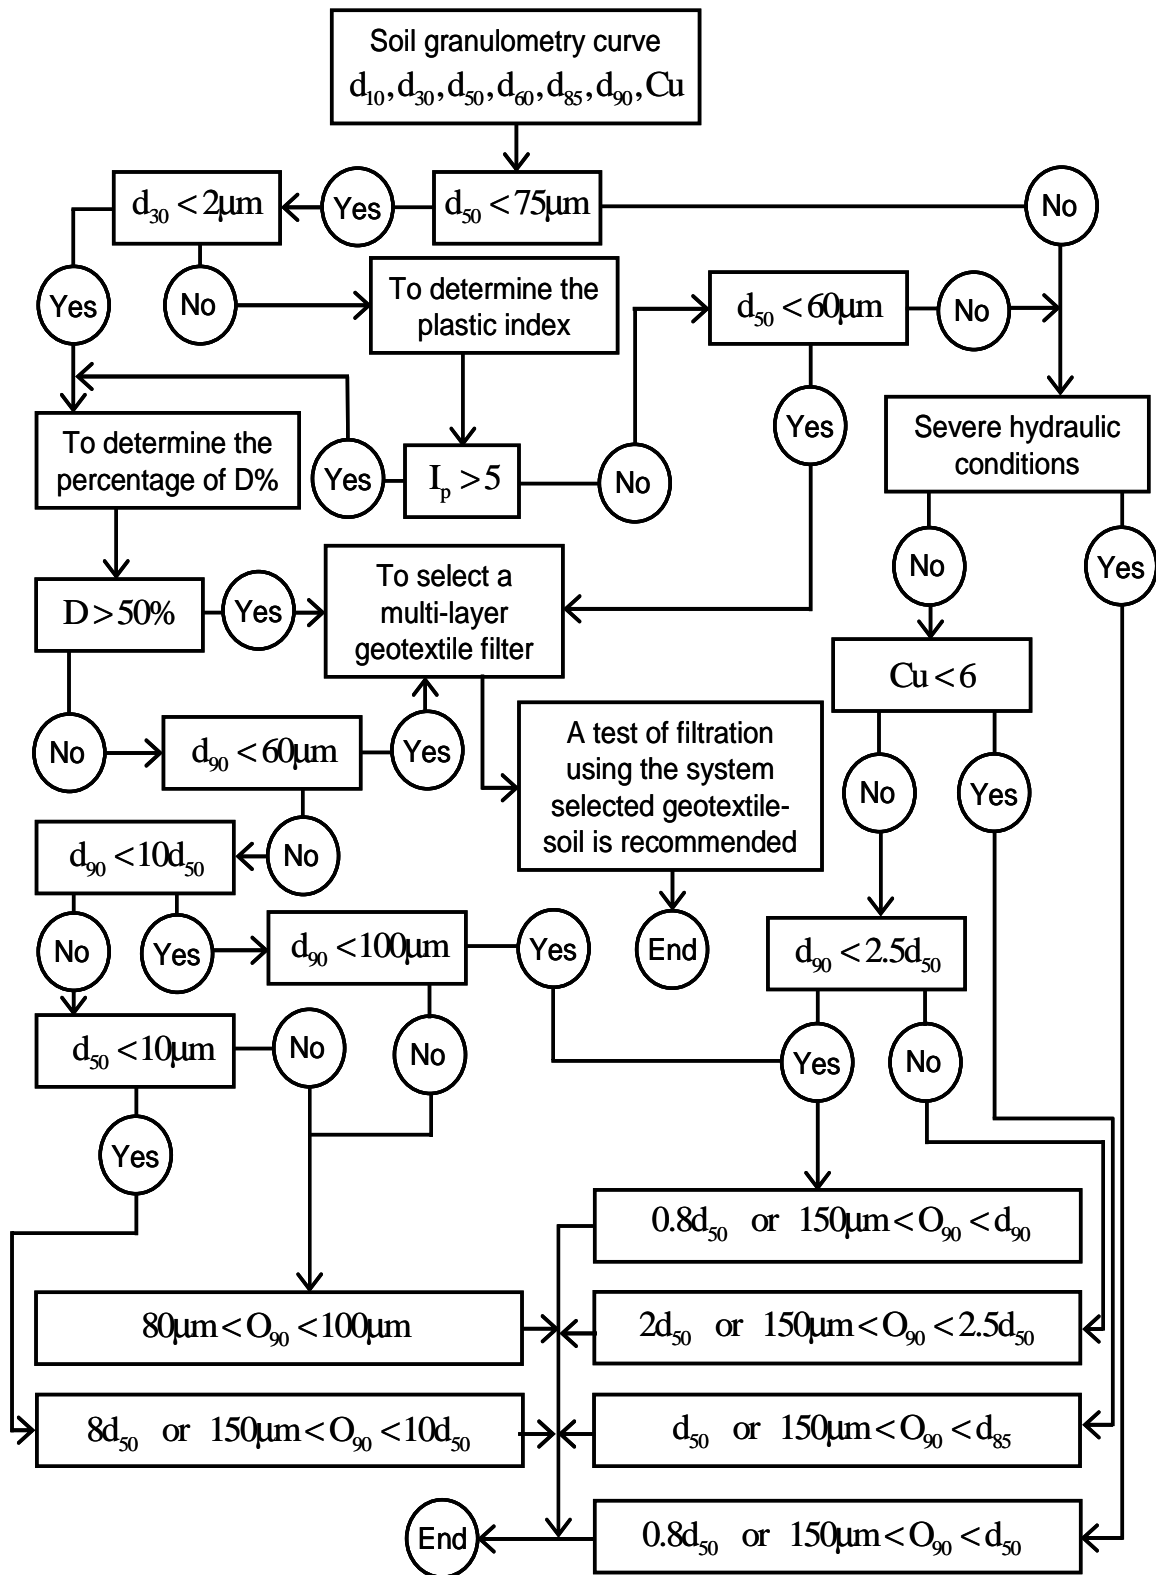 Soil granulometry curve
d₁₀, d₃₀, d₅₀, d₆₀, d₈₅, d₉₀, Cu
d₃₀ < 2μm
Yes
d₅₀ < 75μm
No
Yes
No
To determine the
plastic index
d₅₀ < 60μm
No
To determine the
percentage of D%
Yes
I_p > 5
No
Yes
Severe hydraulic
conditions
No
Yes
D > 50%
Yes
To select a
multi-layer
geotextile filter
Cu < 6
No
d₉₀ < 60μm
Yes
A test of filtration
using the system
selected geotextile-
soil is recommended
No
Yes
d₉₀ < 10d₅₀
No
No
Yes
d₉₀ < 100μm
Yes
End
d₉₀ < 2.5d₅₀
d₅₀ < 10μm
No
No
Yes
No
Yes
0.8d₅₀ or 150μm < O₉₀ < d₉₀
80μm < O₉₀ < 100μm
2d₅₀ or 150μm < O₉₀ < 2.5d₅₀
8d₅₀ or 150μm < O₉₀ < 10d₅₀
d₅₀ or 150μm < O₉₀ < d₈₅
End
0.8d₅₀ or 150μm < O₉₀ < d₅₀